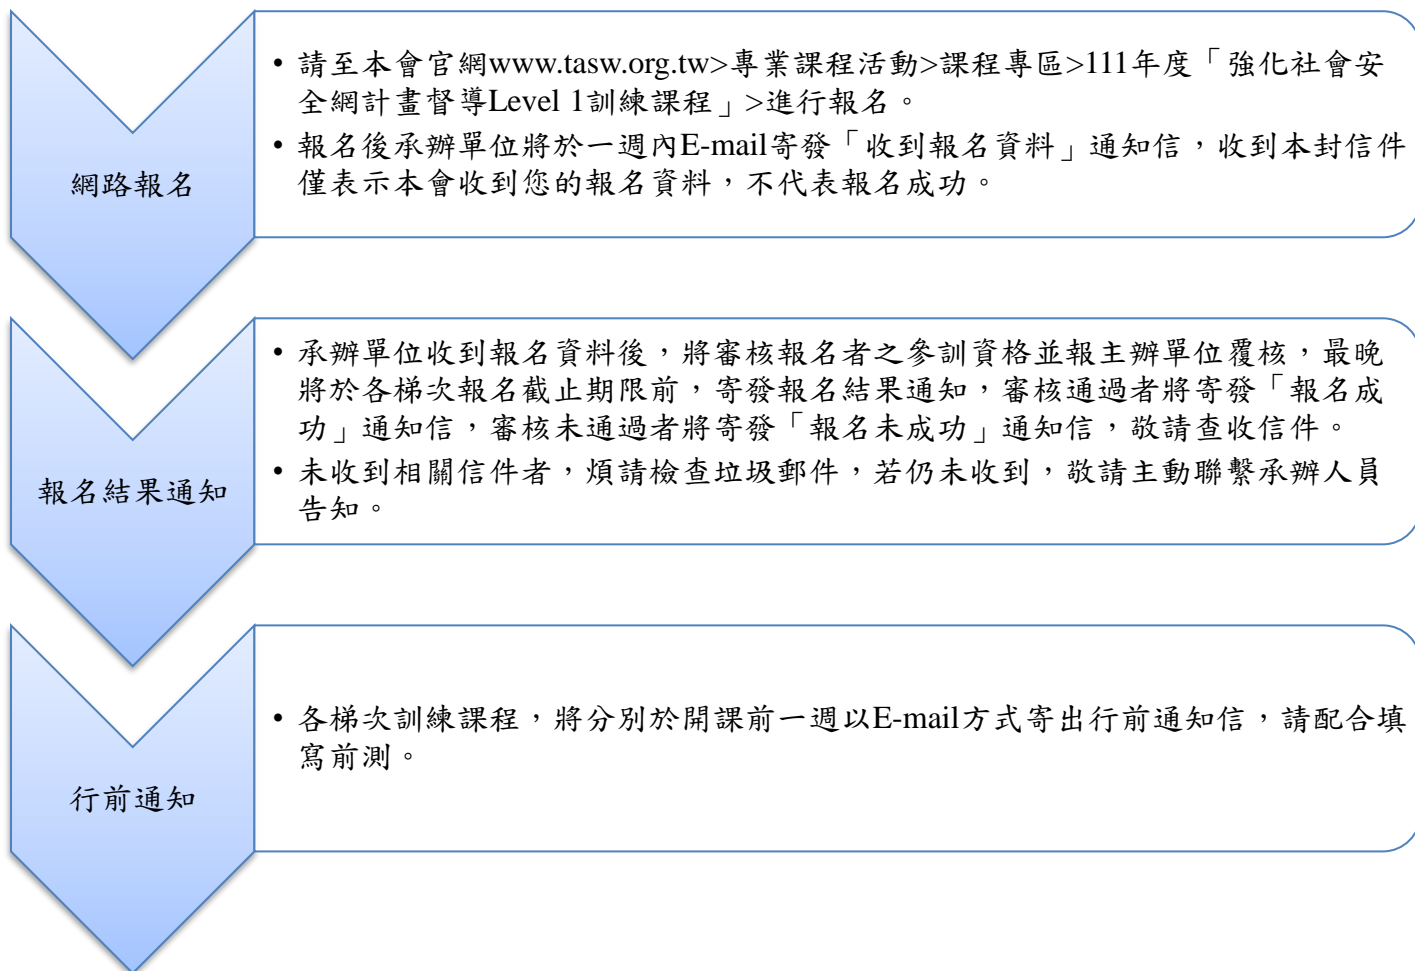 網路報名
• 請至本會官網www.tasw.org.tw>專業課程活動>課程專區>111年度「強化社會安
全網計畫督導Level 1訓練課程」>進行報名。
• 報名後承辦單位將於一週內E-mail寄發「收到報名資料」通知信，收到本封信件
僅表示本會收到您的報名資料，不代表報名成功。
報名結果通知
• 承辦單位收到報名資料後，將審核報名者之參訓資格並報主辦單位覆核，最晚
將於各梯次報名截止期限前，寄發報名結果通知，審核通過者將寄發「報名成
功」通知信，審核未通過者將寄發「報名未成功」通知信，敬請查收信件。
• 未收到相關信件者，煩請檢查垃圾郵件，若仍未收到，敬請主動聯繫承辦人員
告知。
行前通知
• 各梯次訓練課程，將分別於開課前一週以E-mail方式寄出行前通知信，請配合填
寫前測。